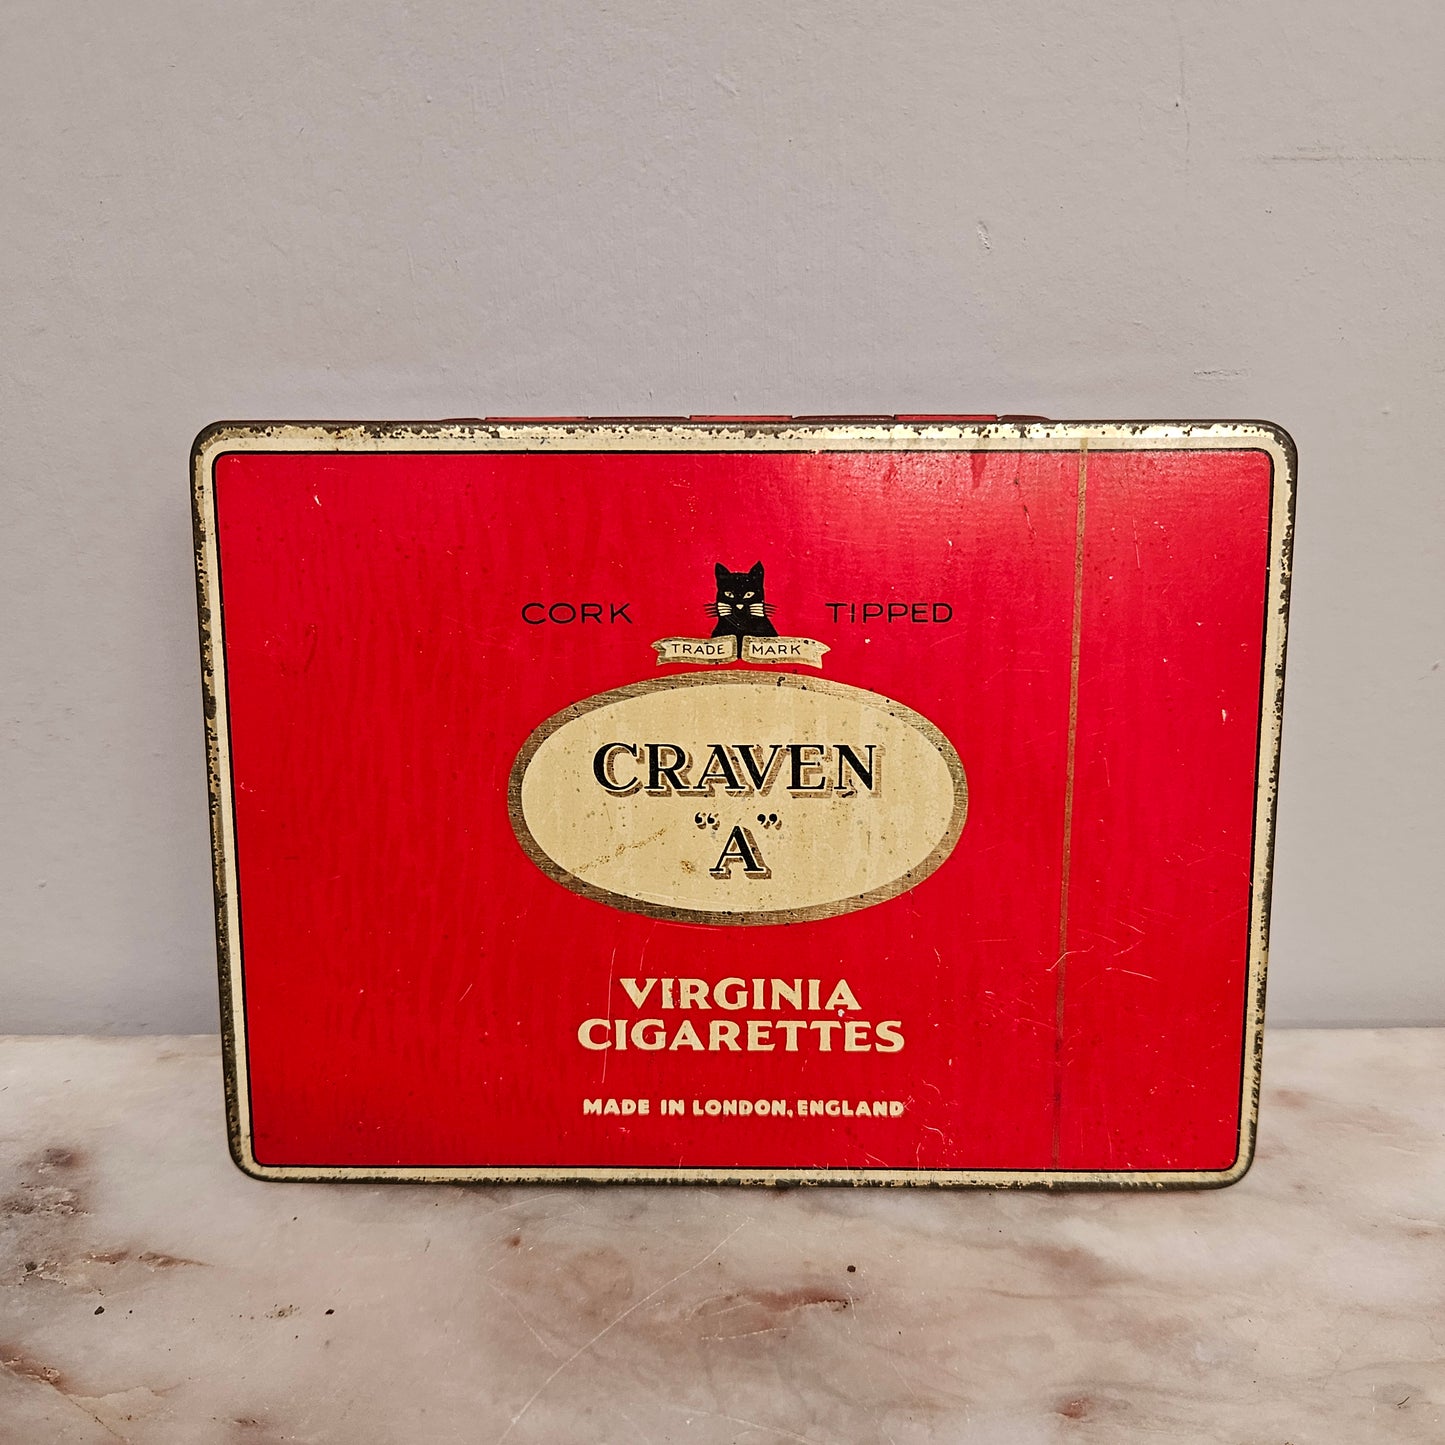 CORK TIPPED
TRADE MARK
CRAVEN
“A”
VIRGINIA
CIGARETTES
MADE IN LONDON, ENGLAND